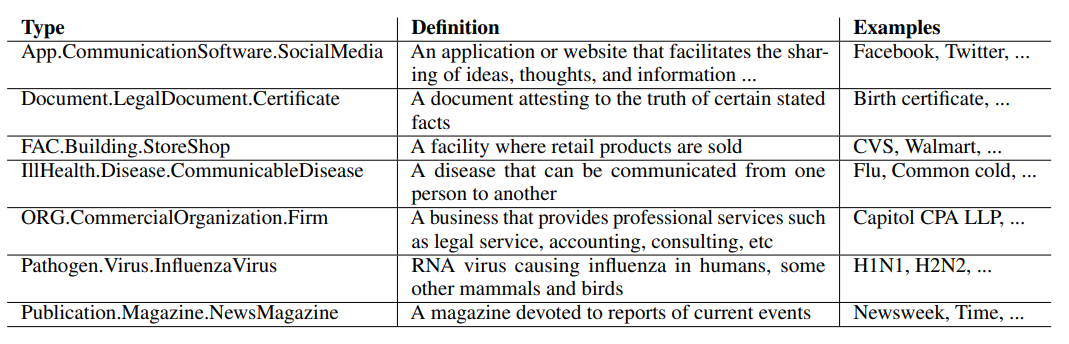 Type Definition Examples
App.CommunicationSoftware.SocialMedia An application or website that facilitates the shar- Facebook, Twitter, ...
ing of ideas, thoughts, and information ...
Document.LegalDocument.Certificate A document attesting to the truth of certain stated Birth certificate, ...
facts
FAC.Building.StoreShop A facility where retail products are sold CVS, Walmart, ...
IllHealth.Disease.CommunicableDisease A disease that can be communicated from one Flu, Common cold, ...
person to another
ORG.CommercialOrganization.Firm A business that provides professional services such Capitol CPA LLP, ...
as legal service, accounting, consulting, etc
Pathogen.Virus.InfluenzaVirus RNA virus causing influenza in humans, some H1N1, H2N2, ...
other mammals and birds
Publication.Magazine.NewsMagazine A magazine devoted to reports of current events Newsweek, Time, ...